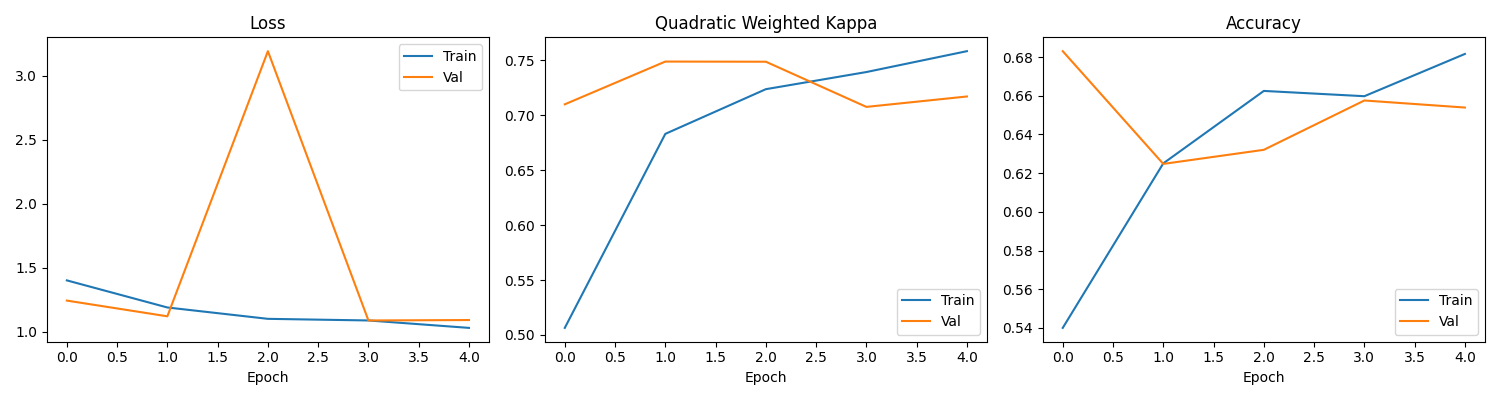 Loss
3.0
2.5
2.0
1.5
1.0
0.0 0.5 1.0 1.5 2.0 2.5 3.0 3.5 4.0
Epoch
Train
Val
Quadratic Weighted Kappa
0.75
0.70
0.65
0.60
0.55
0.50
0.0 0.5 1.0 1.5 2.0 2.5 3.0 3.5 4.0
Epoch
Train
Val
Accuracy
0.68
0.66
0.64
0.62
0.60
0.58
0.56
0.54
0.0 0.5 1.0 1.5 2.0 2.5 3.0 3.5 4.0
Epoch
Train
Val